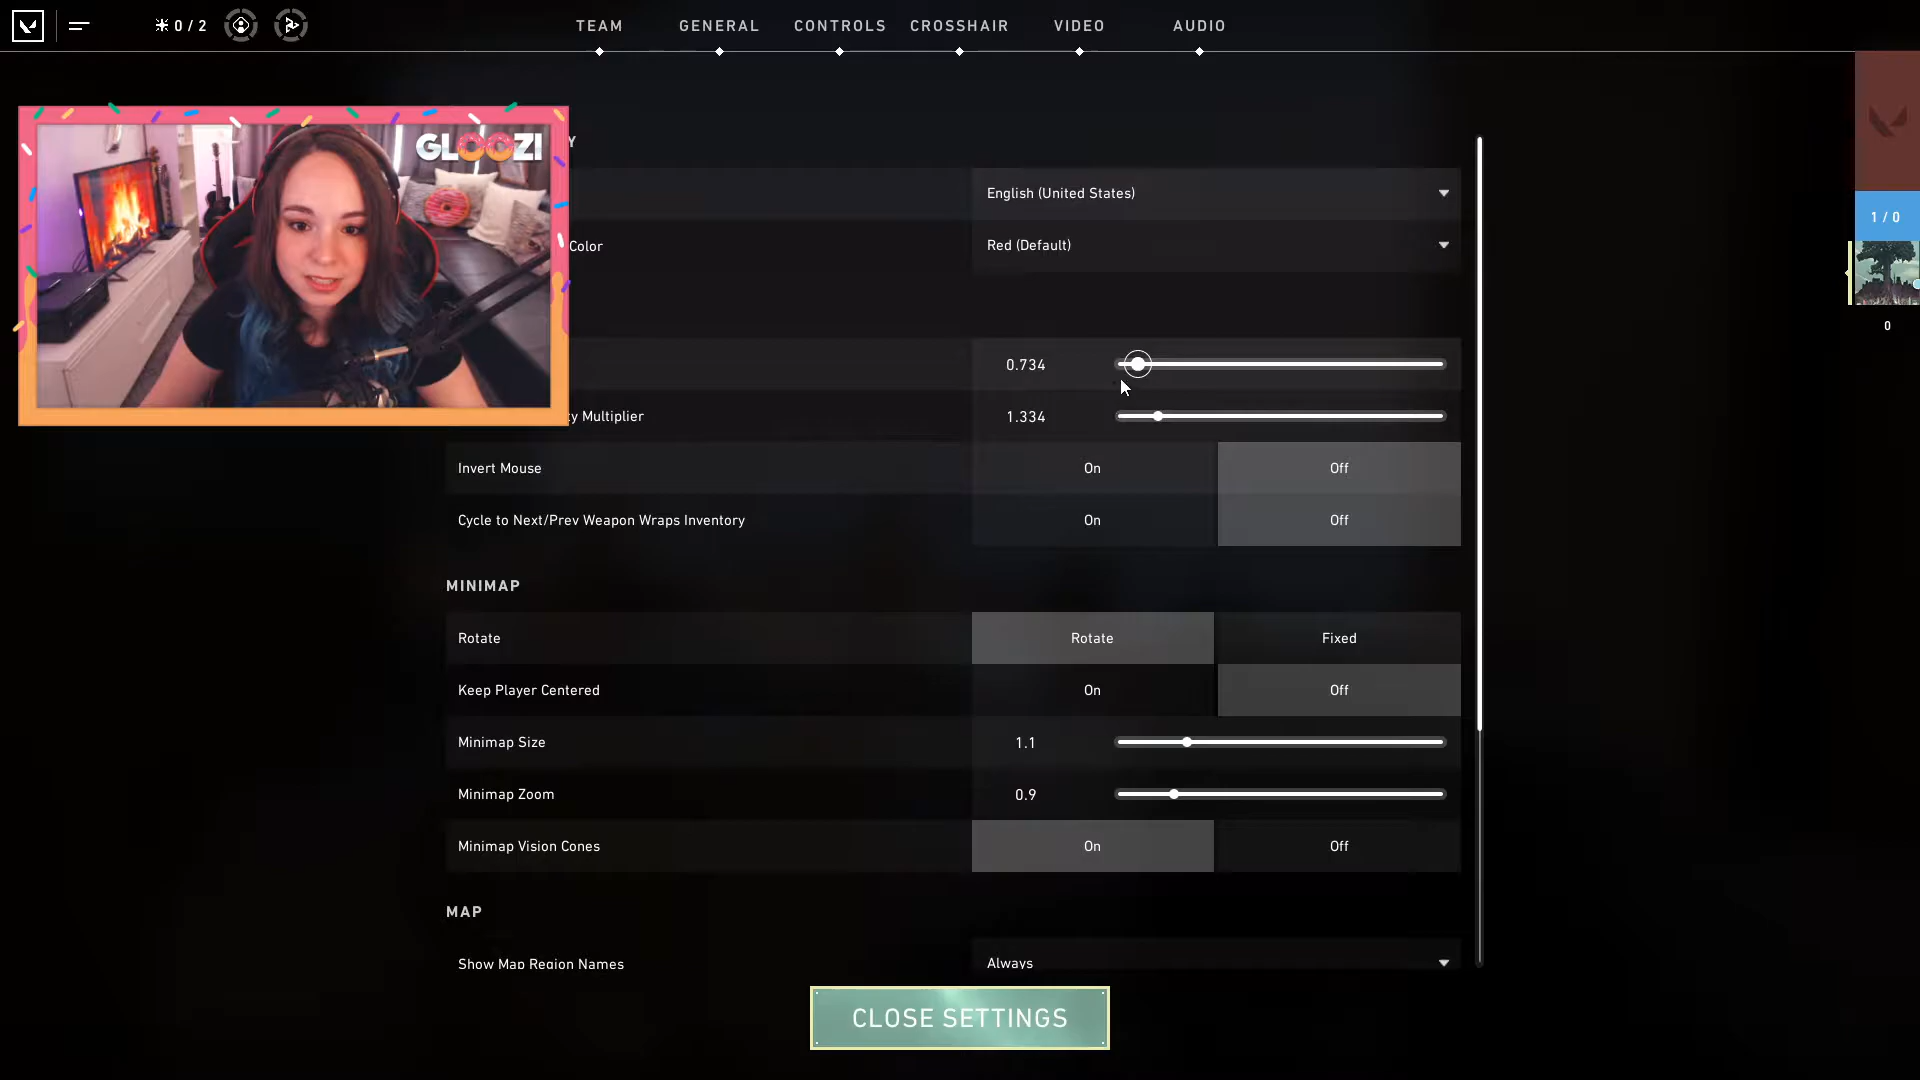 0 / 2
TEAM
GENERAL
CONTROLS
CROSSHAIR
VIDEO
AUDIO
GLOOZI
Y
English (United States)
Color
Red (Default)
1 / 0
0
0.734
ty Multiplier
1.334
Invert Mouse
On
Off
Cycle to Next/Prev Weapon Wraps Inventory
On
Off
MINIMAP
Rotate
Rotate
Fixed
Keep Player Centered
On
Off
Minimap Size
1.1
Minimap Zoom
0.9
Minimap Vision Cones
On
Off
MAP
Show Map Region Names
Always
CLOSE SETTINGS